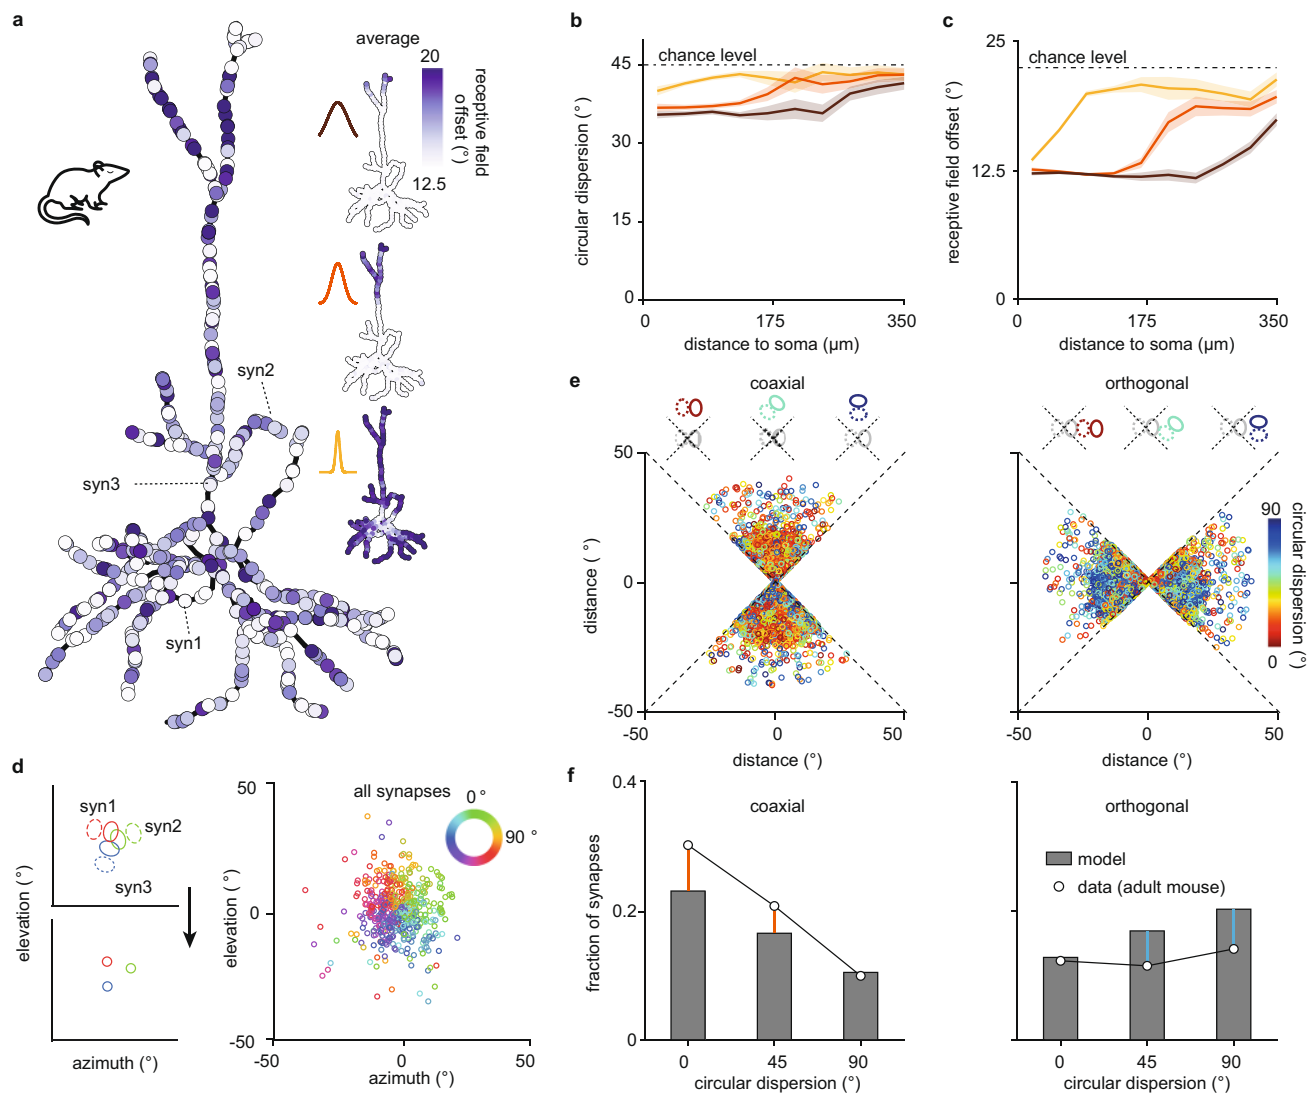 a
average
20
12.5
receptive field
offset (°)
syn2
syn3
syn1
b
chance level
45
30
15
0
circular dispersion (°)
0
175
350
distance to soma (µm)
c
25
chance level
12.5
0
receptive field offset (°)
0
175
350
distance to soma (µm)
d
syn1
syn2
syn3
elevation (°)
azimuth (°)
50
all synapses
0 °
90 °
elevation (°)
0
-50
-50
0
50
azimuth (°)
e
coaxial
50
0
-50
distance (°)
-50
0
50
distance (°)
orthogonal
90
0
circular dispersion (°)
-50
0
50
distance (°)
f
0.4
coaxial
0.2
0
fraction of synapses
0
45
90
circular dispersion (°)
orthogonal
model
data (adult mouse)
0
45
90
circular dispersion (°)